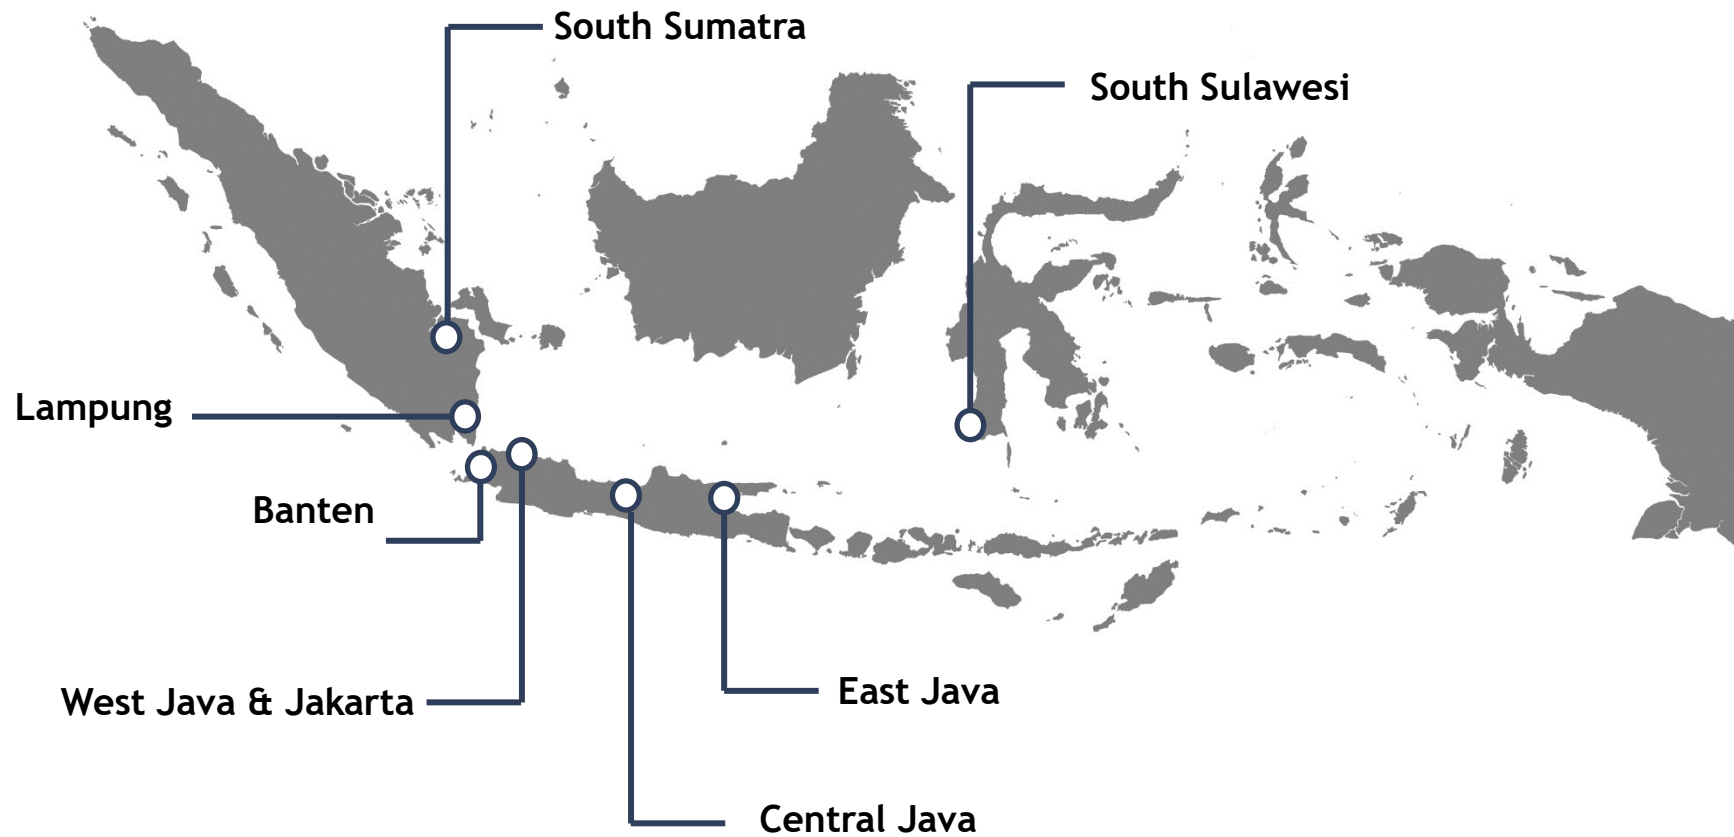 South Sumatra
South Sulawesi
Lampung
Banten
West Java & Jakarta
East Java
Central Java